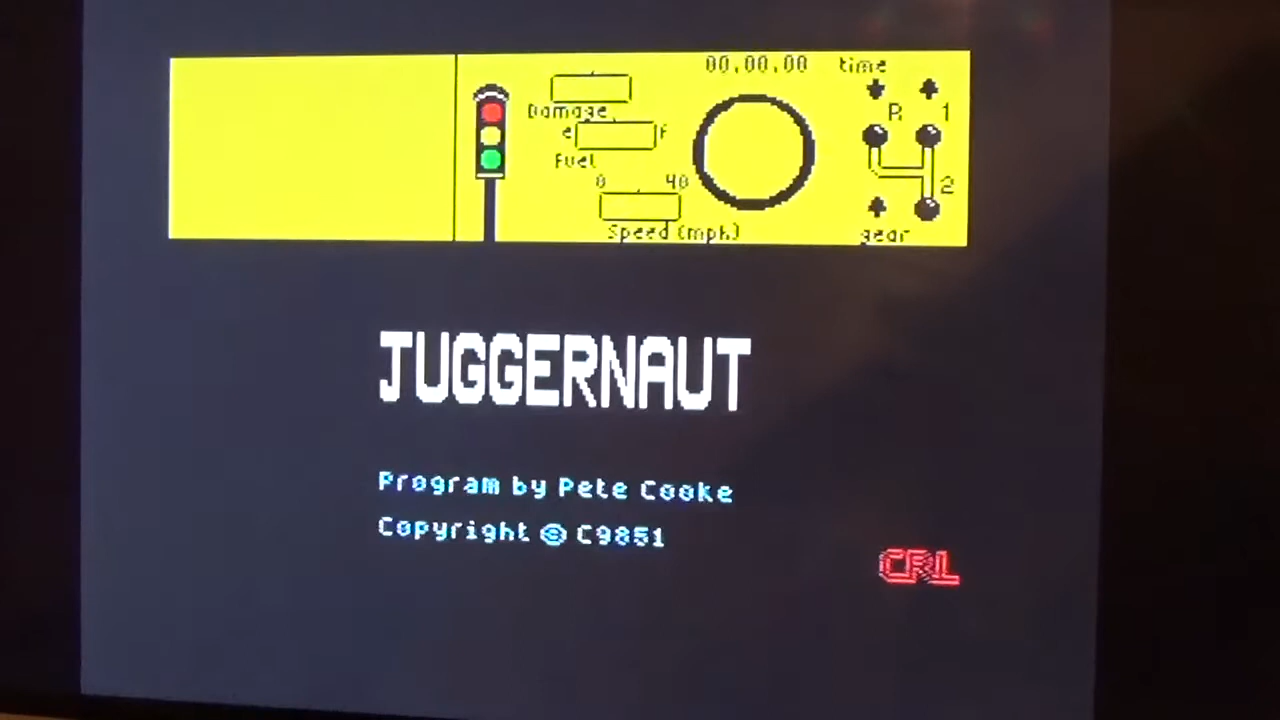 00.00.00 time
Damage
R 1
e F
Fuel
0 40
2
Speed (mph)
gear
JUGGERNAUT
Program by Pete Cooke
Copyright © C9851
CRL